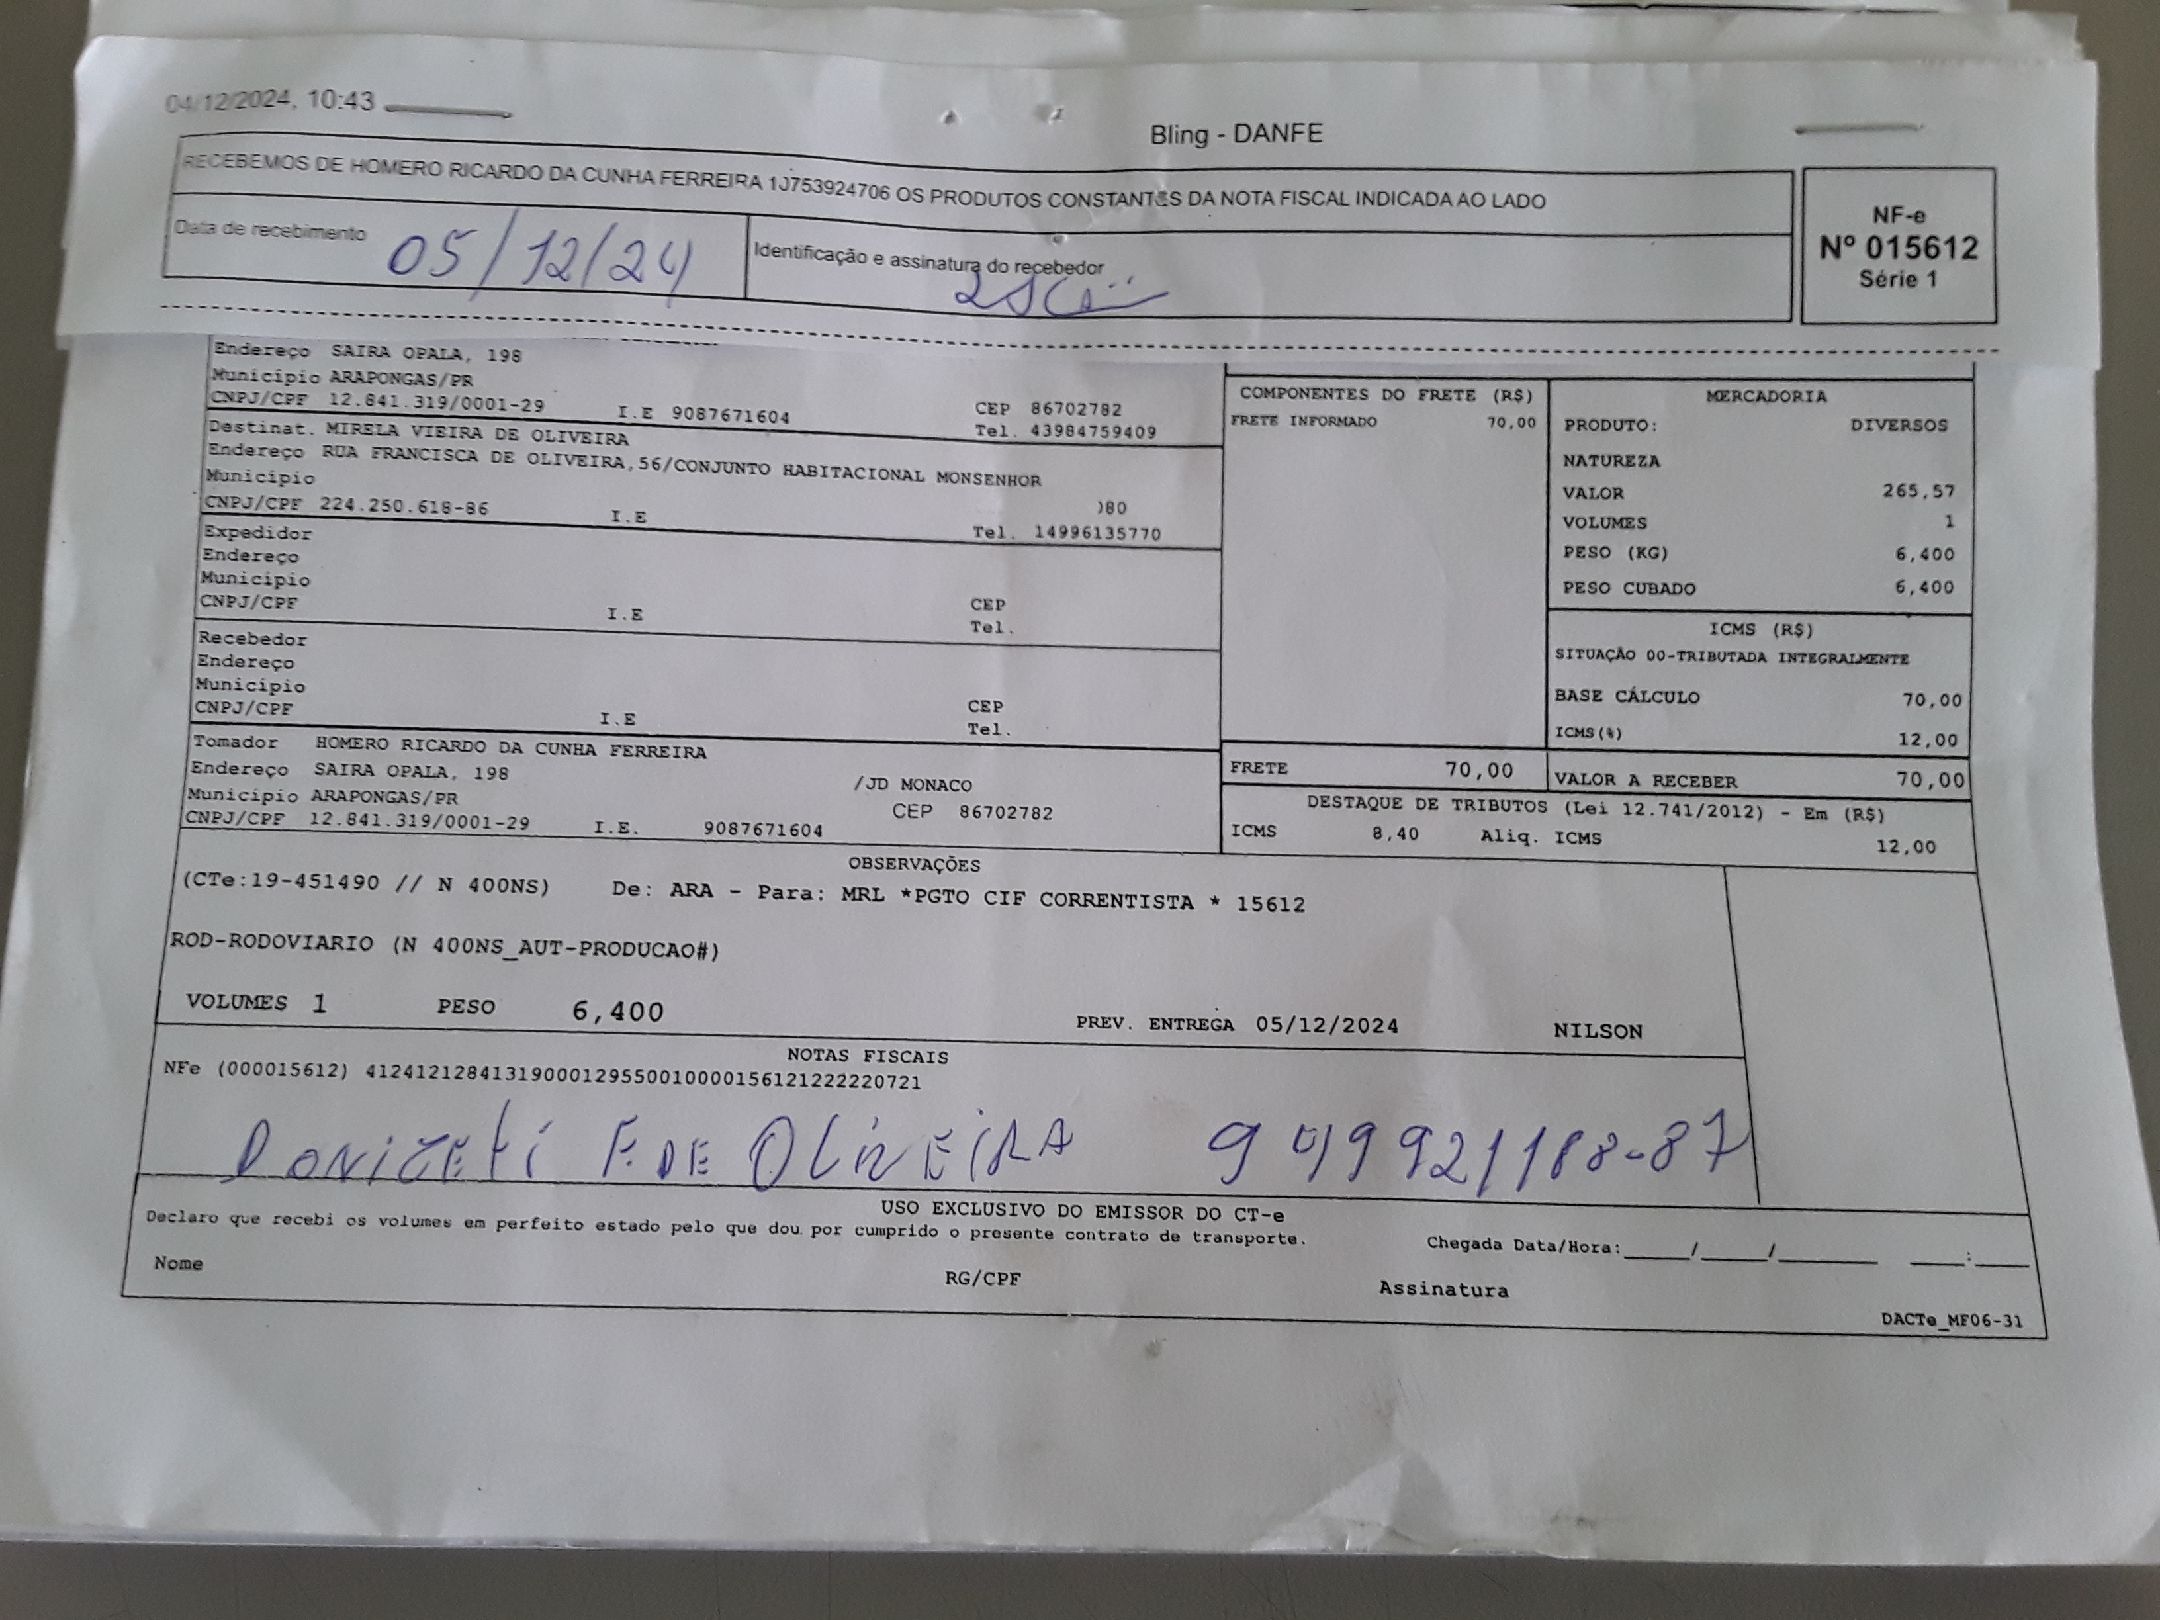 04/12/2024, 10:43
Bling - DANFE
RECEBEMOS DE HOMERO RICARDO DA CUNHA FERREIRA 1J753924706 OS PRODUTOS CONSTANTES DA NOTA FISCAL INDICADA AO LADO
NF-e
Nº 015612
Série 1
Data de recebimento 05/12/24
Identificação e assinatura do recebedor
Endereço SAIRA OPALA, 198
Município ARAPONGAS/PR
CNPJ/CPF 12.841.319/0001-29 I.E 9087671604
CEP 86702782
Tel. 43984759409
Destinat. MIRELA VIEIRA DE OLIVEIRA
Endereço RUA FRANCISCA DE OLIVEIRA,56/CONJUNTO HABITACIONAL MONSENHOR
Município
)80
CNPJ/CPF 224.250.618-86 I.E
Tel. 14996135770
Expedidor
Endereço
Município
CNPJ/CPF I.E
CEP
Tel.
Recebedor
Endereço
Município
CNPJ/CPF I.E
CEP
Tel.
Tomador HOMERO RICARDO DA CUNHA FERREIRA
Endereço SAIRA OPALA, 198 /JD MONACO
Município ARAPONGAS/PR CEP 86702782
CNPJ/CPF 12.841.319/0001-29 I.E. 9087671604
COMPONENTES DO FRETE (R$)
FRETE INFORMADO 70,00
MERCADORIA
PRODUTO: DIVERSOS
NATUREZA
VALOR 265,57
VOLUMES 1
PESO (KG) 6,400
PESO CUBADO 6,400
ICMS (R$)
SITUAÇÃO 00-TRIBUTADA INTEGRALMENTE
BASE CÁLCULO 70,00
ICMS(%) 12,00
FRETE 70,00
VALOR A RECEBER 70,00
DESTAQUE DE TRIBUTOS (Lei 12.741/2012) - Em (R$)
ICMS 8,40 Aliq. ICMS 12,00
OBSERVAÇÕES
(CTe:19-451490 // N 400NS) De: ARA - Para: MRL *PGTO CIF CORRENTISTA * 15612
ROD-RODOVIARIO (N 400NS_AUT-PRODUCAO#)
VOLUMES 1 PESO 6,400 PREV. ENTREGA 05/12/2024 NILSON
NOTAS FISCAIS
NFe (000015612) 41241212841319000129550010000156121222220721
DONIZETI F. DE OLIVEIRA 949921188-87
USO EXCLUSIVO DO EMISSOR DO CT-e
Declaro que recebi os volumes em perfeito estado pelo que dou por cumprido o presente contrato de transporte.
Chegada Data/Hora:____/____/______ ___:___
Nome RG/CPF Assinatura
DACTe_MF06-31